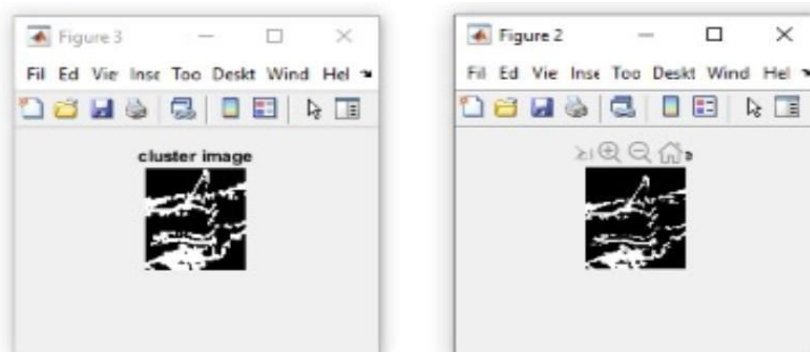 Figure 3
Fil Ed Vie Inse Too Deskt Wind Hel
cluster image
Figure 2
Fil Ed Vie Inse Too Deskt Wind Hel